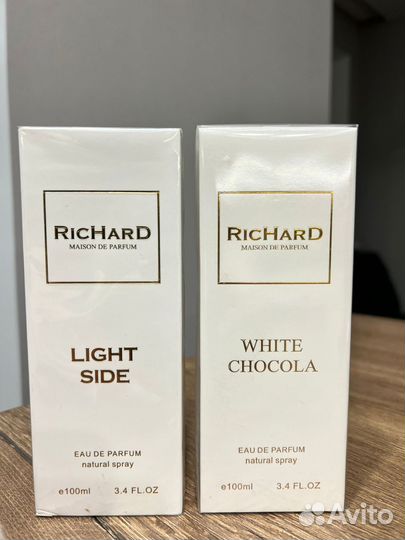 RICHARD
MAISON DE PARFUM
LIGHT
SIDE
EAU DE PARFUM
natural spray
e100ml 3.4 FL.OZ
RICHARD
MAISON DE PARFUM
WHITE
CHOCOLA
EAU DE PARFUM
natural spray
e100ml 3.4 FL.OZ
Avito